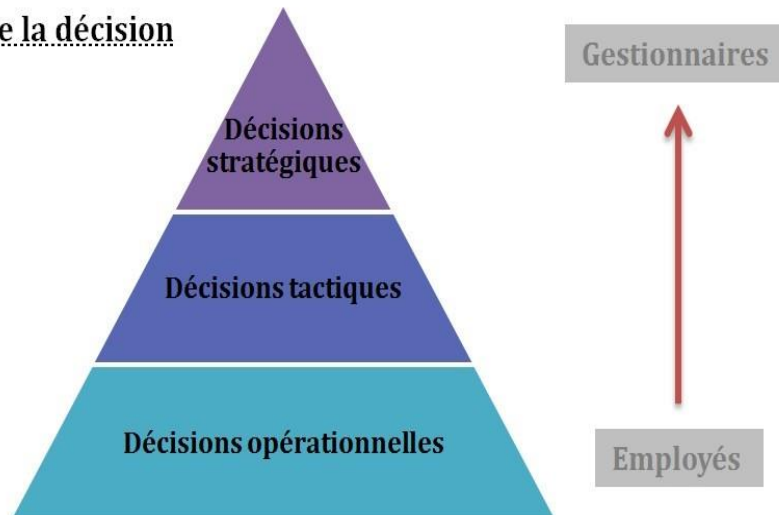 e la décision
Gestionnaires
Décisions
stratégiques
Décisions tactiques
Décisions opérationnelles
Employés